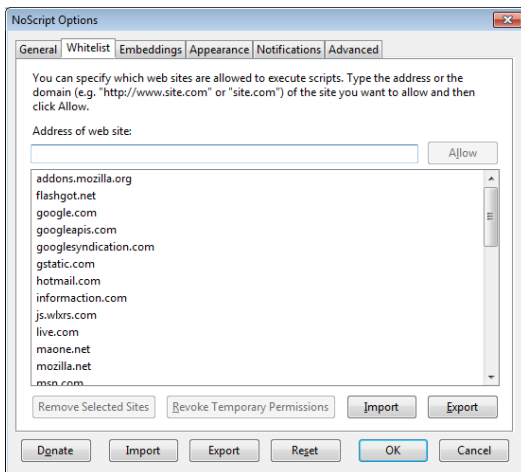 NoScript Options
General Whitelist Embeddings Appearance Notifications Advanced
You can specify which web sites are allowed to execute scripts. Type the address or the
domain (e.g. "http://www.site.com" or "site.com") of the site you want to allow and then
click Allow.
Address of web site:
Allow
addons.mozilla.org
flashgot.net
google.com
googleapis.com
googlesyndication.com
gstatic.com
hotmail.com
informaction.com
js.wlxrs.com
live.com
maone.net
mozilla.net
msn.com
Remove Selected Sites Revoke Temporary Permissions Import Export
Donate Import Export Reset OK Cancel